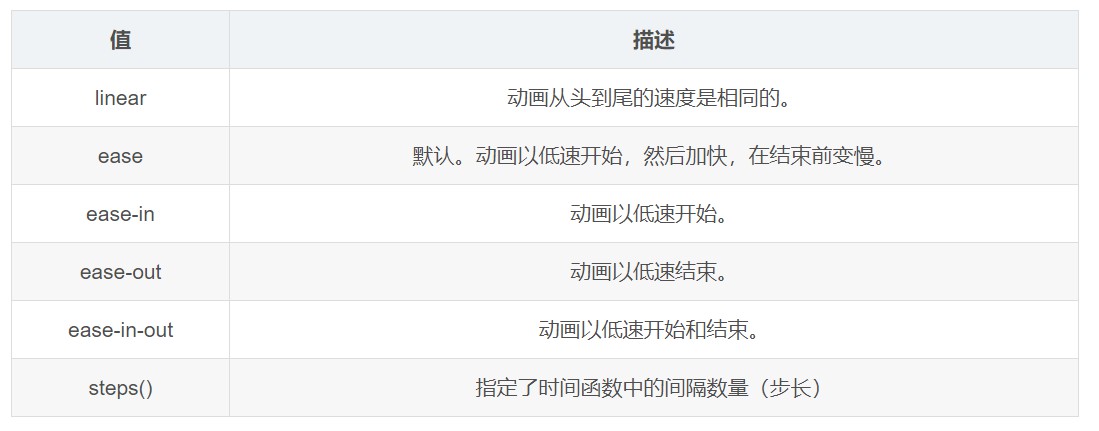 值 描述
linear 动画从头到尾的速度是相同的。
ease 默认。动画以低速开始，然后加快，在结束前变慢。
ease-in 动画以低速开始。
ease-out 动画以低速结束。
ease-in-out 动画以低速开始和结束。
steps() 指定了时间函数中的间隔数量（步长）